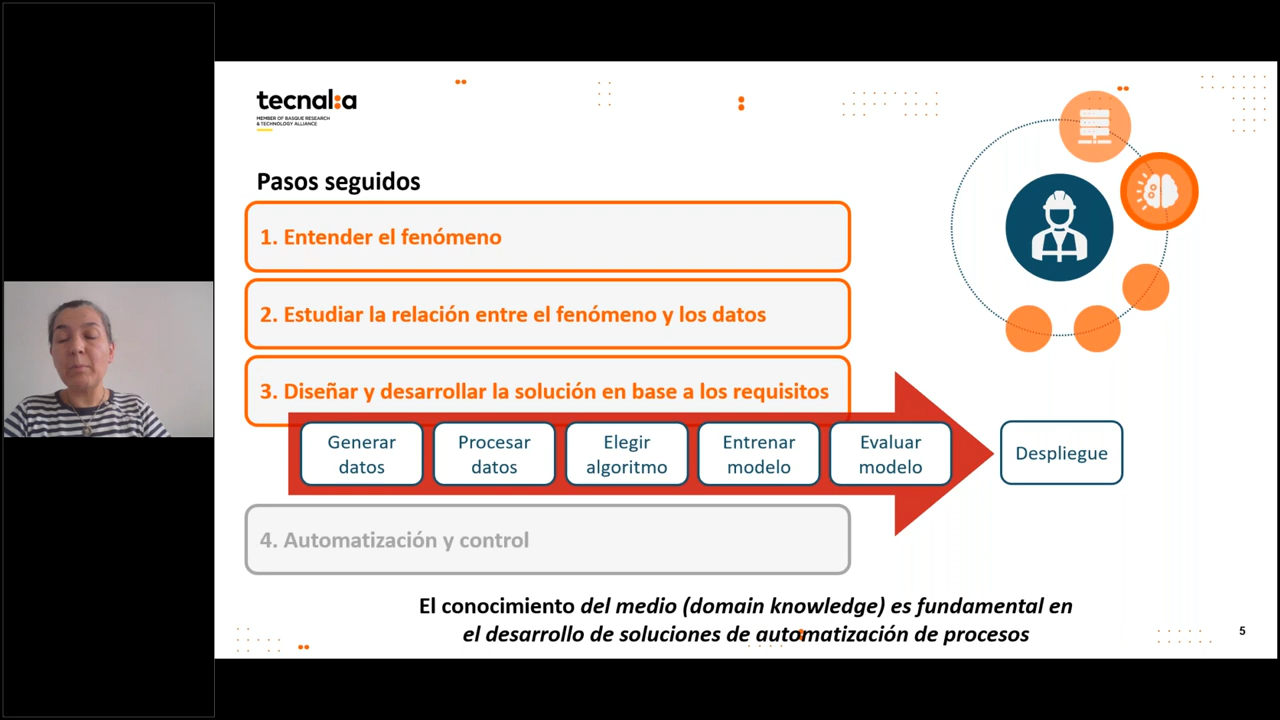 tecnal:a
MEMBER OF BASQUE RESEARCH
& TECHNOLOGY ALLIANCE
Pasos seguidos
1. Entender el fenómeno
2. Estudiar la relación entre el fenómeno y los datos
3. Diseñar y desarrollar la solución en base a los requisitos
Generar
datos
Procesar
datos
Elegir
algoritmo
Entrenar
modelo
Evaluar
modelo
Despliegue
4. Automatización y control
El conocimiento del medio (domain knowledge) es fundamental en
el desarrollo de soluciones de automatización de procesos
5